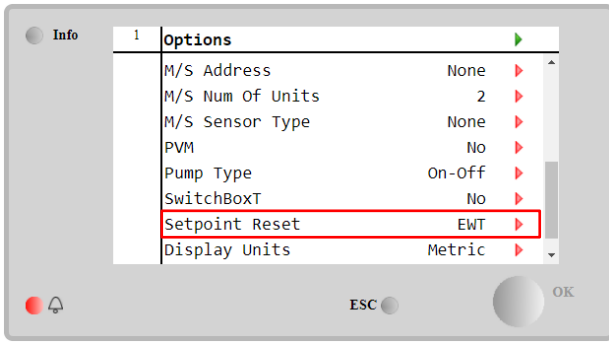 Info
1 Options
M/S Address None
M/S Num Of Units 2
M/S Sensor Type None
PVM No
Pump Type On-Off
SwitchBoxT No
Setpoint Reset EWT
Display Units Metric
ESC
OK